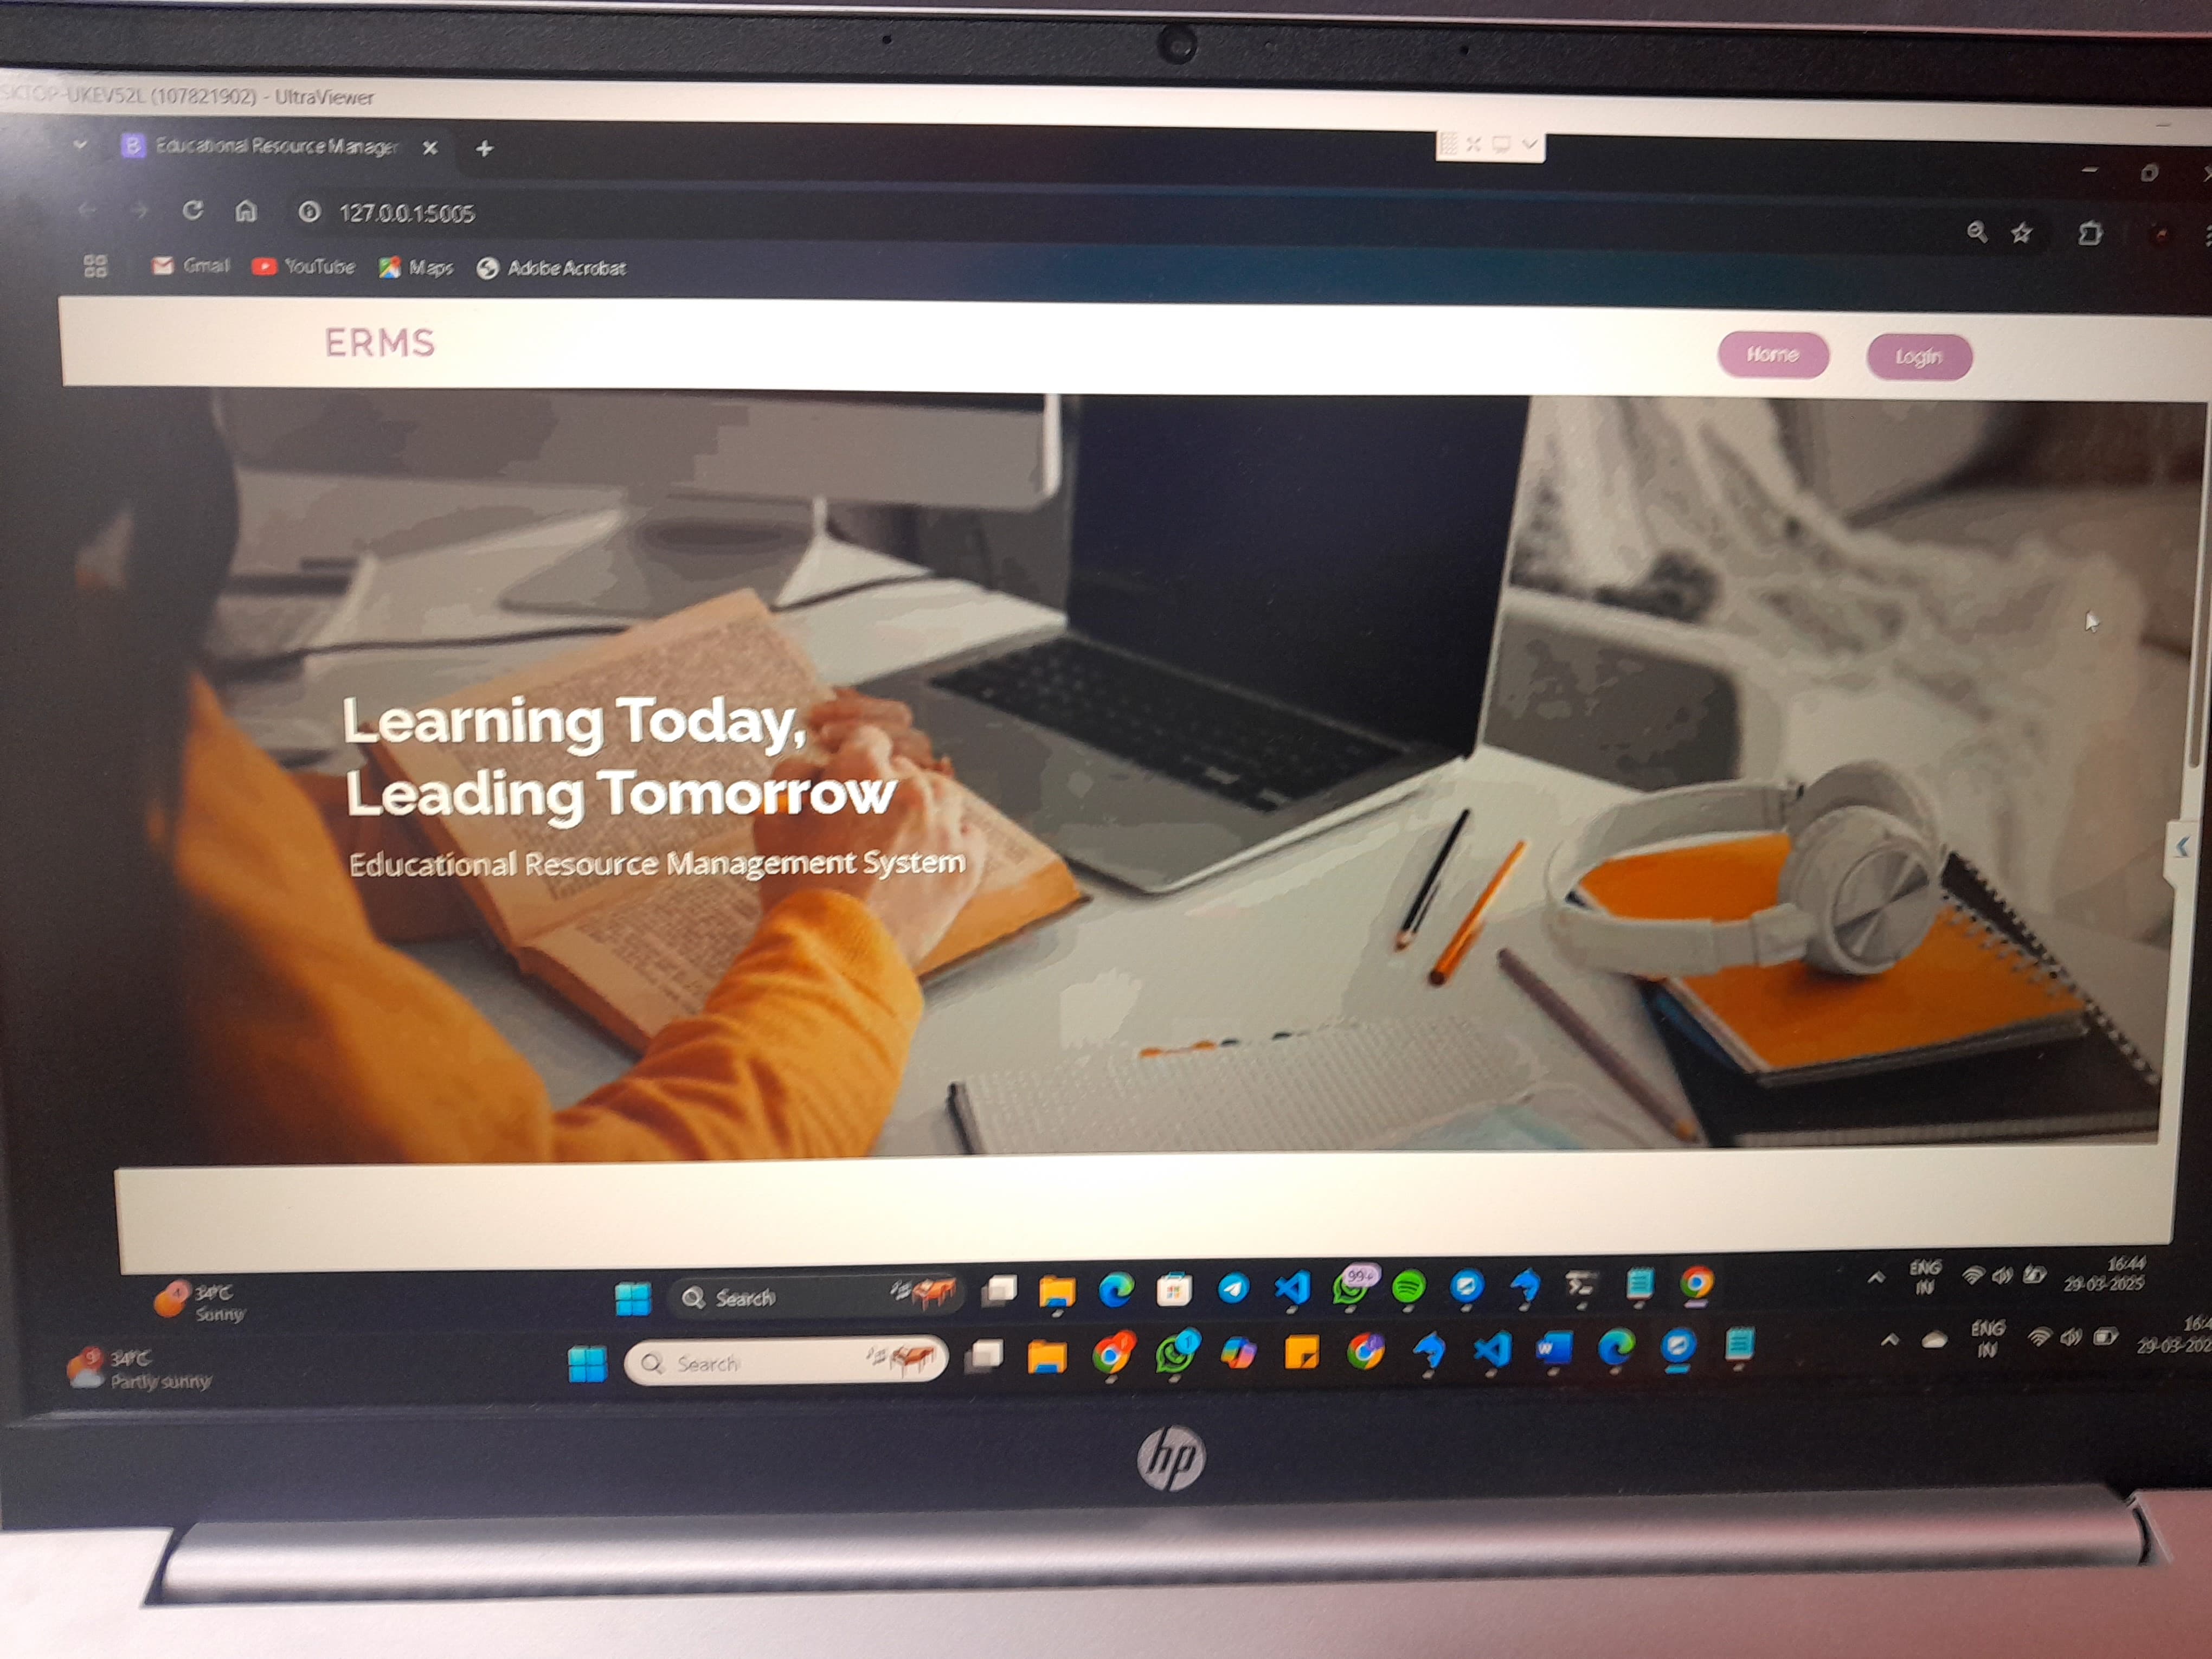 SKTOP-UKEV52L (107821902) - UltraViewer
Educational Resource Manager
127.0.0.1:5005
Gmail
YouTube
Maps
Adobe Acrobat
ERMS
Home
Login
Learning Today,
Leading Tomorrow
Educational Resource Management System
34°C
Sunny
Search
99+
ENG
IN
16:44
29-03-2025
34°C
Partly sunny
Search
ENG
IN
16:4
29-03-202
hp